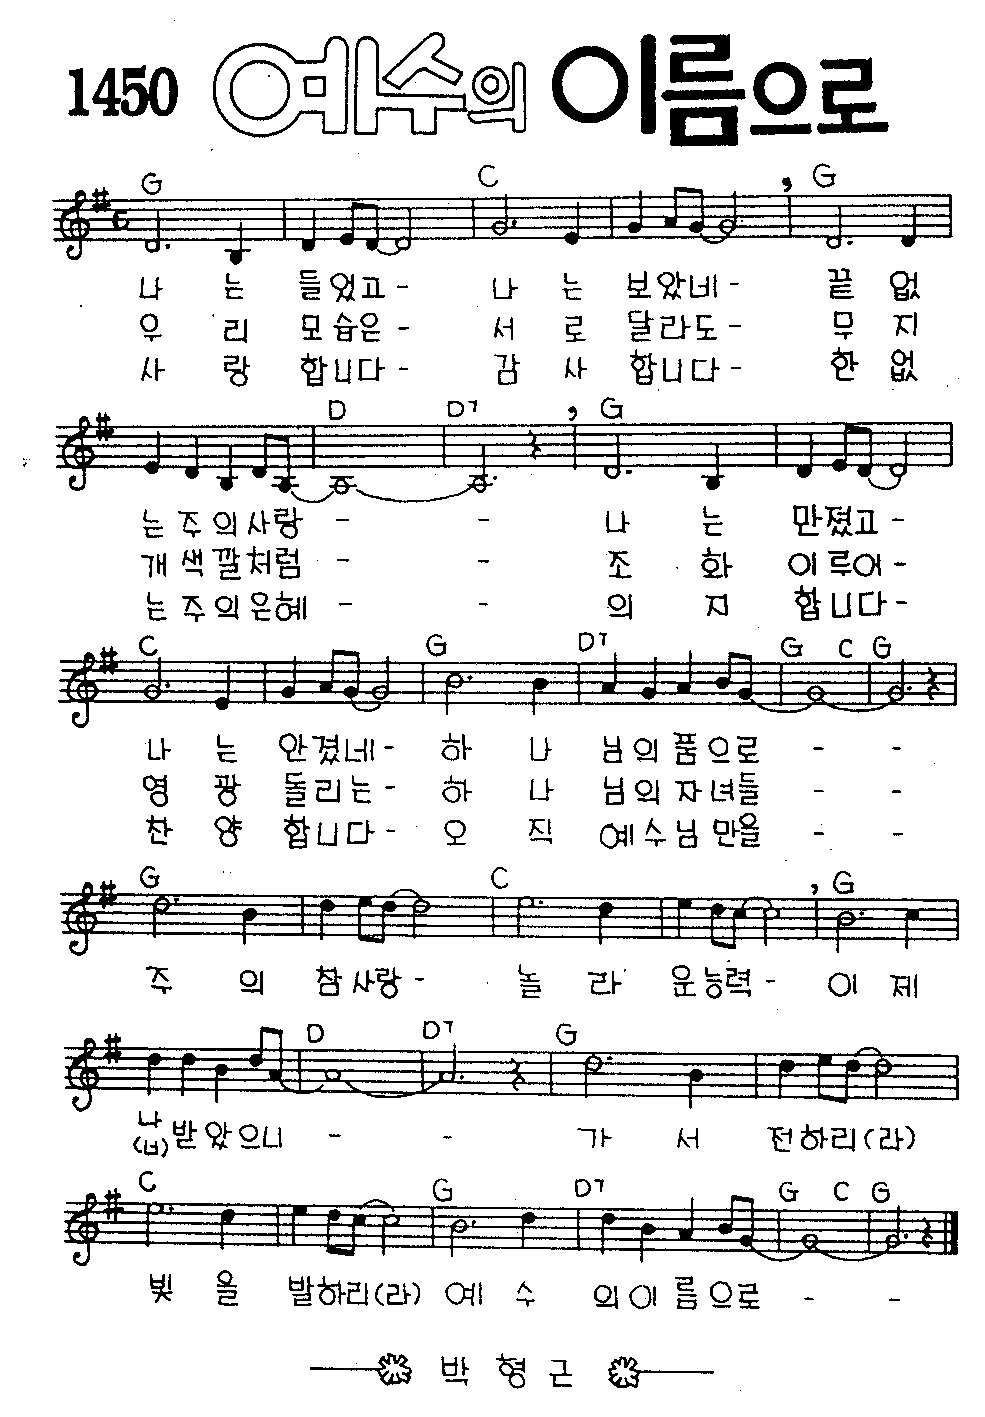 1450 예수의 이름으로
G C G
나 는 들었고 - 나 는 보았네 - 끝 없
우 리 모습은 - 서 로 달라도 - 무 지
사 랑 합니다 - 감 사 합니다 - 한 없
D D7 G
는 주 의 사랑 - - 나 는 만졌고 -
개 색 깔 처럼 - - 조 화 이루어 -
는 주 의 은혜 - - 의 지 합니다 -
C G D7 G C G
나 는 안겼네 - 하 나 님의품으로 - -
영 광 돌리는 - 하 나 님의자녀들 - -
찬 양 합니다 - 오 직 예수님만을 - -
G C G
주 의 참사랑 - 놀 라 운능력 - 이 제
D D7 G
나 받았으니 - - 가 서 전하리(라)
(너)
C G D7 G C G
빛 을 발하리(라) 예 수 의이름으로 - -
박 형 근